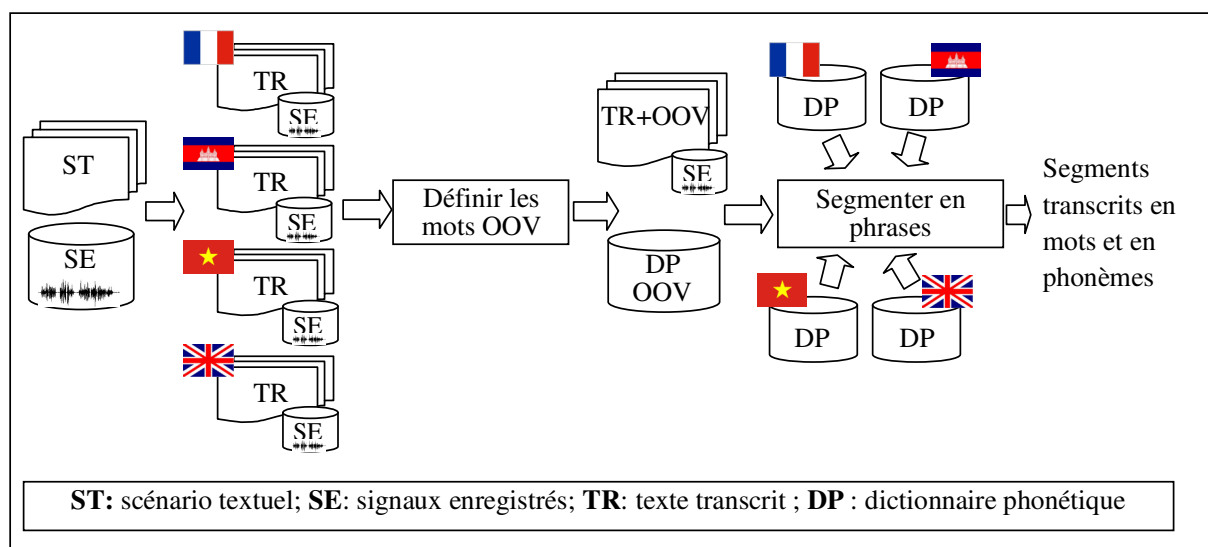 ST
SE
TR
SE
TR
SE
TR
SE
TR
SE
Définir les
mots OOV
TR+OOV
SE
DP
OOV
DP
DP
Segmenter en
phrases
DP
DP
Segments
transcrits en
mots et en
phonèmes
ST: scénario textuel; SE: signaux enregistrés; TR: texte transcrit ; DP : dictionnaire phonétique